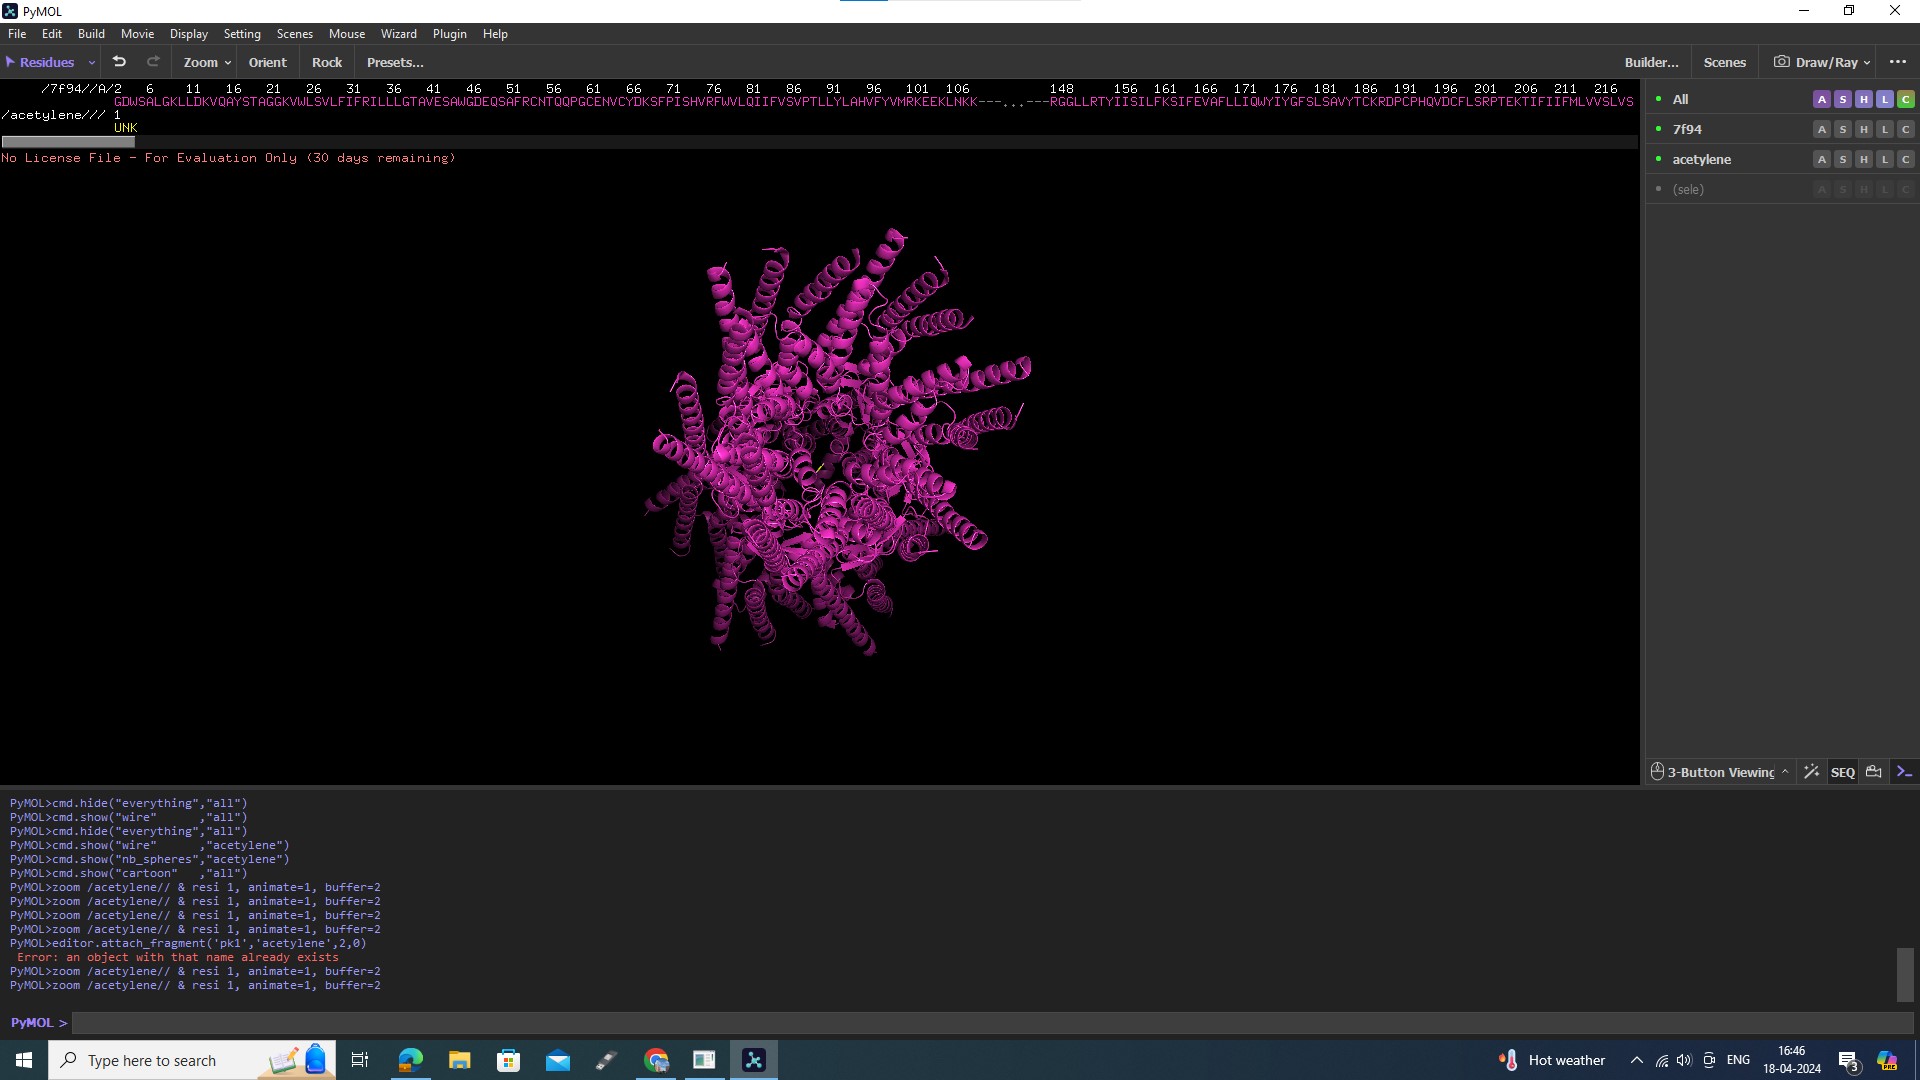 PyMOL
File Edit Build Movie Display Setting Scenes Mouse Wizard Plugin Help
Residues Zoom Orient Rock Presets... Builder... Scenes Draw/Ray
/7f94//A/2 6 11 16 21 26 31 36 41 46 51 56 61 66 71 76 81 86 91 96 101 106 148 156 161 166 171 176 181 186 191 196 201 206 211 216
GDWSALGKLLDKVQAYSTAGGKVWLSVLFIFRILLLGTAVESAWGDEQSAFRCNTQQPGCENVCYDKSFPISHVRFWVLQIIFVSVPTLLYLAHVFYVMRKEEKLNKK---....---RGGLLRTYIISILFKSIFEVAFLLIQWYIYGFSLSAVYTCKRDPCPHQVDCFLSRPTEKTIFIIFMLVVSLVS
/acetylene/// 1
UNK
No License File - For Evaluation Only (30 days remaining)
All A S H L C
7f94 A S H L C
acetylene A S H L C
(sele) A S H L C
3-Button Viewing SEQ
PyMOL>cmd.hide("everything","all")
PyMOL>cmd.show("wire" ,"all")
PyMOL>cmd.hide("everything","all")
PyMOL>cmd.show("wire" ,"acetylene")
PyMOL>cmd.show("nb_spheres","acetylene")
PyMOL>cmd.show("cartoon" ,"all")
PyMOL>zoom /acetylene// & resi 1, animate=1, buffer=2
PyMOL>zoom /acetylene// & resi 1, animate=1, buffer=2
PyMOL>zoom /acetylene// & resi 1, animate=1, buffer=2
PyMOL>zoom /acetylene// & resi 1, animate=1, buffer=2
PyMOL>editor.attach_fragment('pk1','acetylene',2,0)
Error: an object with that name already exists
PyMOL>zoom /acetylene// & resi 1, animate=1, buffer=2
PyMOL>zoom /acetylene// & resi 1, animate=1, buffer=2
PyMOL >
Type here to search
Hot weather
ENG
16:46
18-04-2024
3
PRE